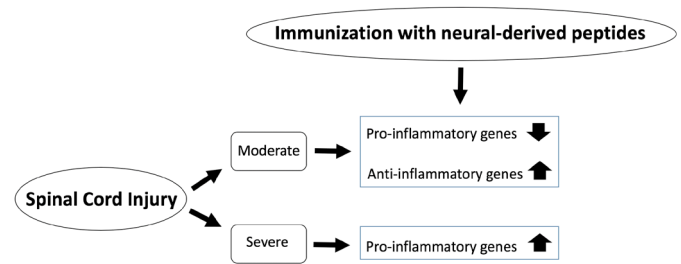 Immunization with neural-derived peptides
Pro-inflammatory genes
Moderate
Anti-inflammatory genes
Spinal Cord Injury
Severe
Pro-inflammatory genes